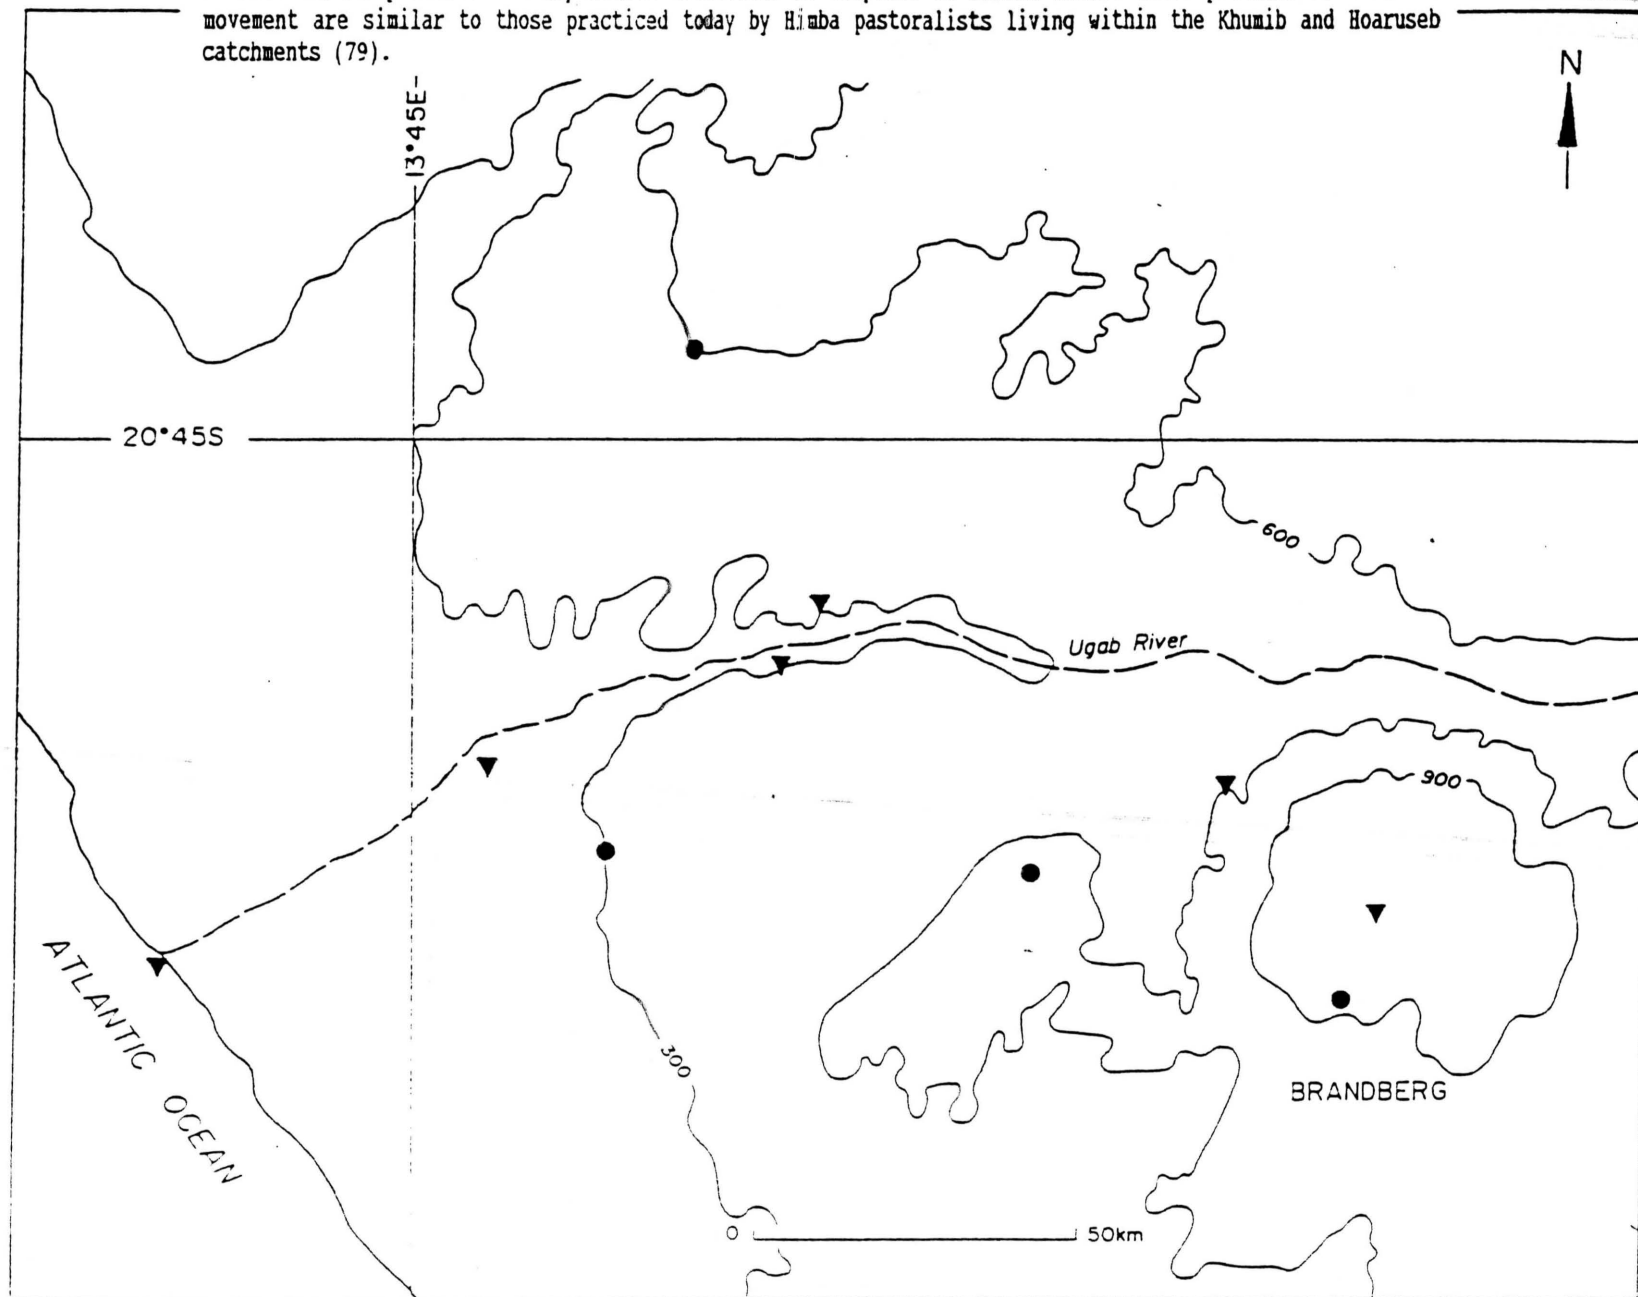 movement are similar to those practiced today by Himba pastoralists living within the Khumib and Hoaruseb
catchments (79).
N
13°45E
20°45S
600
Ugab River
900
ATLANTIC OCEAN
300
BRANDBERG
0 50km